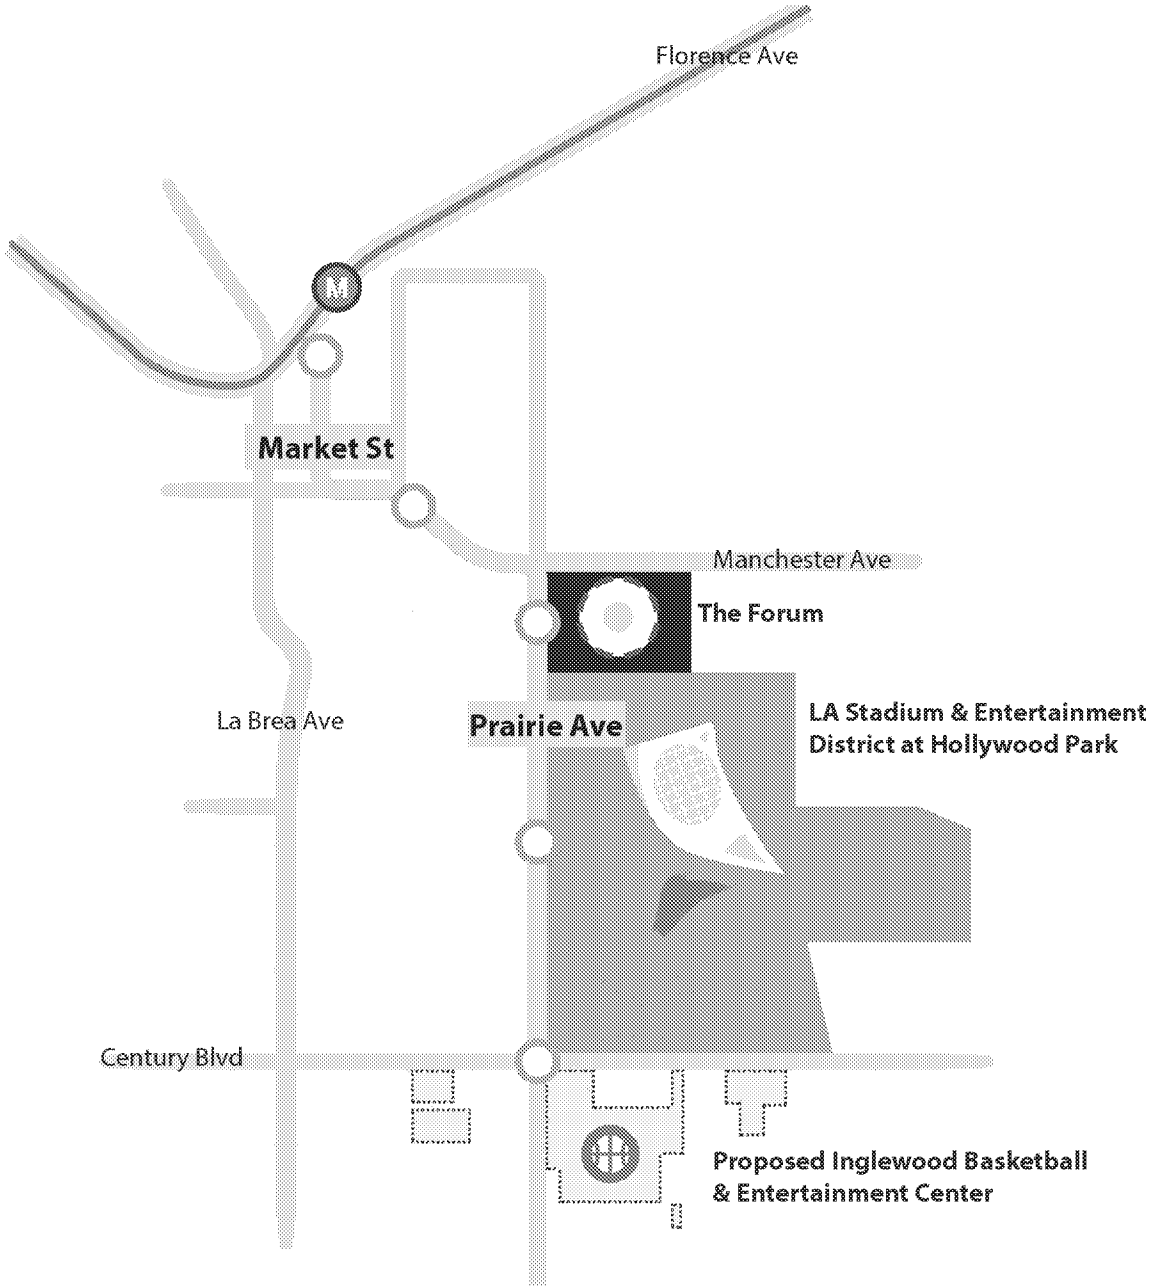 Florence Ave
M
Market St
Manchester Ave
The Forum
La Brea Ave
Prairie Ave
LA Stadium & Entertainment
District at Hollywood Park
Century Blvd
Proposed Inglewood Basketball
& Entertainment Center